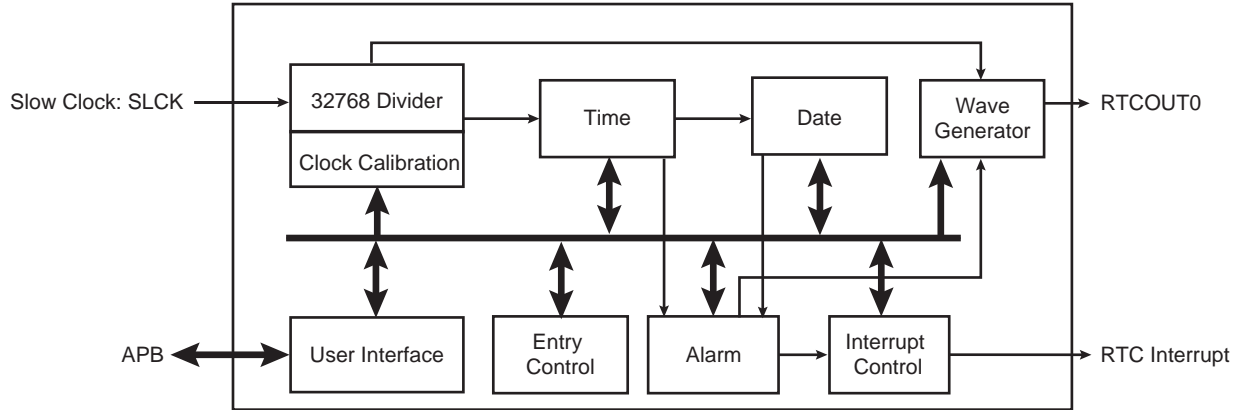 Slow Clock: SLCK
32768 Divider
Clock Calibration
Time
Date
Wave
Generator
RTCOUT0
APB
User Interface
Entry
Control
Alarm
Interrupt
Control
RTC Interrupt